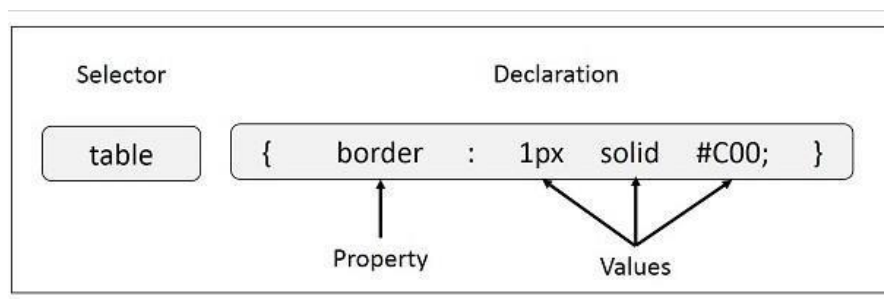 Selector Declaration
table { border : 1px solid #C00; }
Property Values